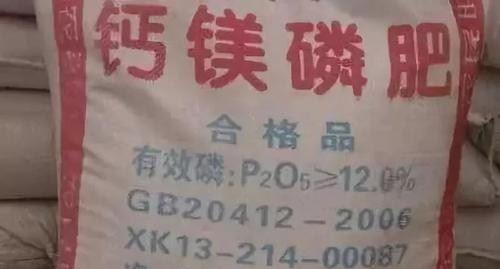 钙镁磷肥
合格品
有效磷:P₂O₅≥12.0%
GB20412-2006
XK13-214-00087